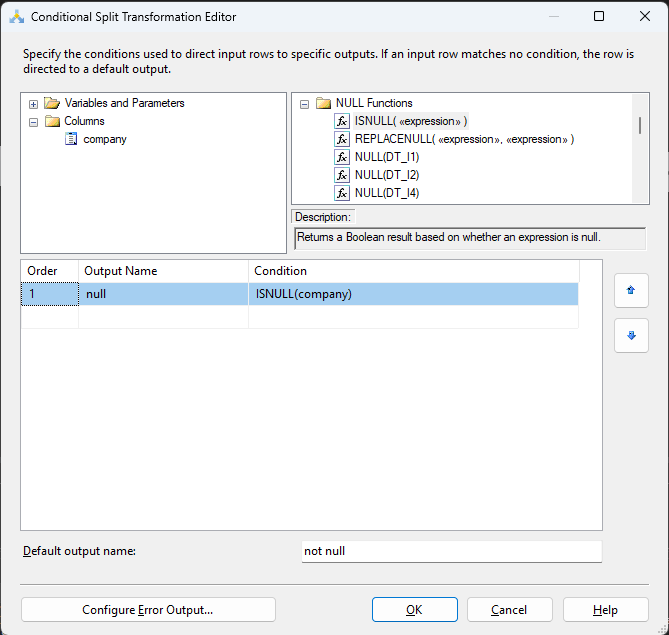 Conditional Split Transformation Editor
Specify the conditions used to direct input rows to specific outputs. If an input row matches no condition, the row is
directed to a default output.
Variables and Parameters
Columns
company
NULL Functions
ISNULL( «expression» )
REPLACENULL( «expression», «expression» )
NULL(DT_I1)
NULL(DT_I2)
NULL(DT_I4)
Description:
Returns a Boolean result based on whether an expression is null.
Order Output Name Condition
1 null ISNULL(company)
Default output name: not null
Configure Error Output... OK Cancel Help